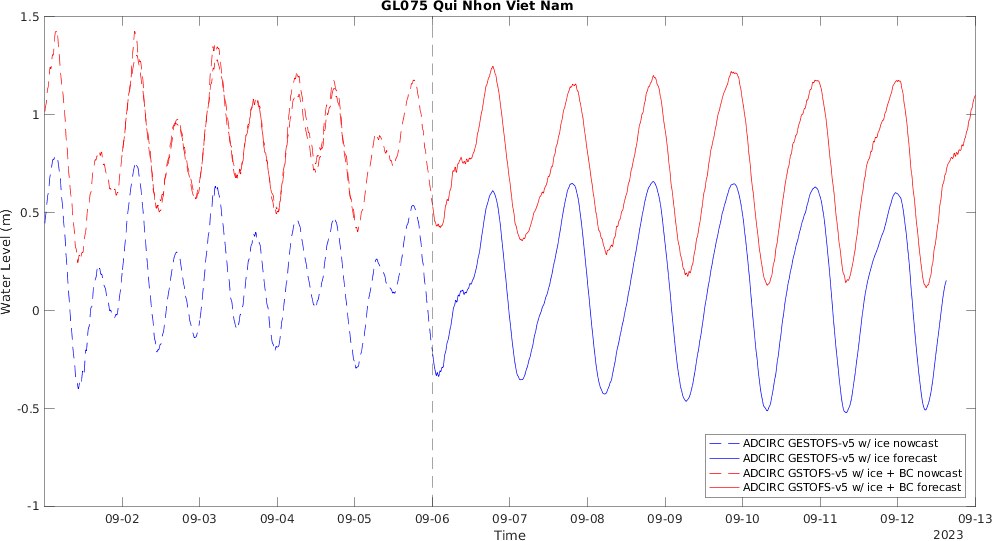 GL075 Qui Nhon Viet Nam
1.5
1
0.5
0
-0.5
-1
Water Level (m)
ADCIRC GESTOFS-v5 w/ ice nowcast
ADCIRC GESTOFS-v5 w/ ice forecast
ADCIRC GSTOFS-v5 w/ ice + BC nowcast
ADCIRC GSTOFS-v5 w/ ice + BC forecast
09-02 09-03 09-04 09-05 09-06 09-07 09-08 09-09 09-10 09-11 09-12 09-13
Time
2023